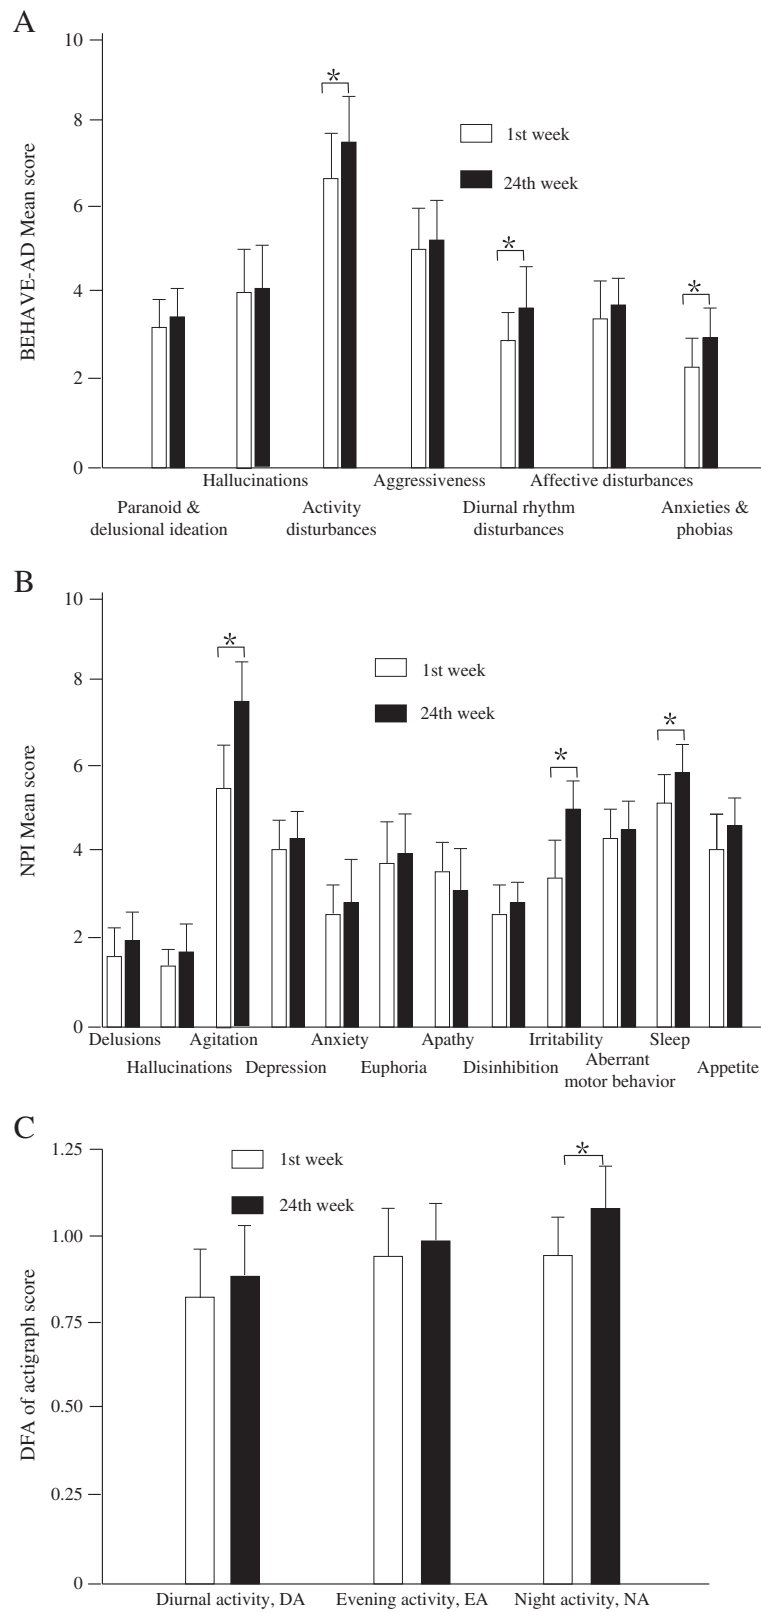 A
10
8
6
4
2
0
BEHAVE-AD Mean score
*
*
*
1st week
24th week
Hallucinations
Aggressiveness
Affective disturbances
Paranoid &
delusional ideation
Activity
disturbances
Diurnal rhythm
disturbances
Anxieties &
phobias
B
10
8
6
4
2
0
NPI Mean score
*
*
*
1st week
24th week
Delusions
Agitation
Anxiety
Apathy
Irritability
Sleep
Hallucinations
Depression
Euphoria
Disinhibition
Aberrant
motor behavior
Appetite
C
1.25
1.00
0.75
0.50
0.25
0
DFA of actigraph score
1st week
24th week
*
Diurnal activity, DA
Evening activity, EA
Night activity, NA